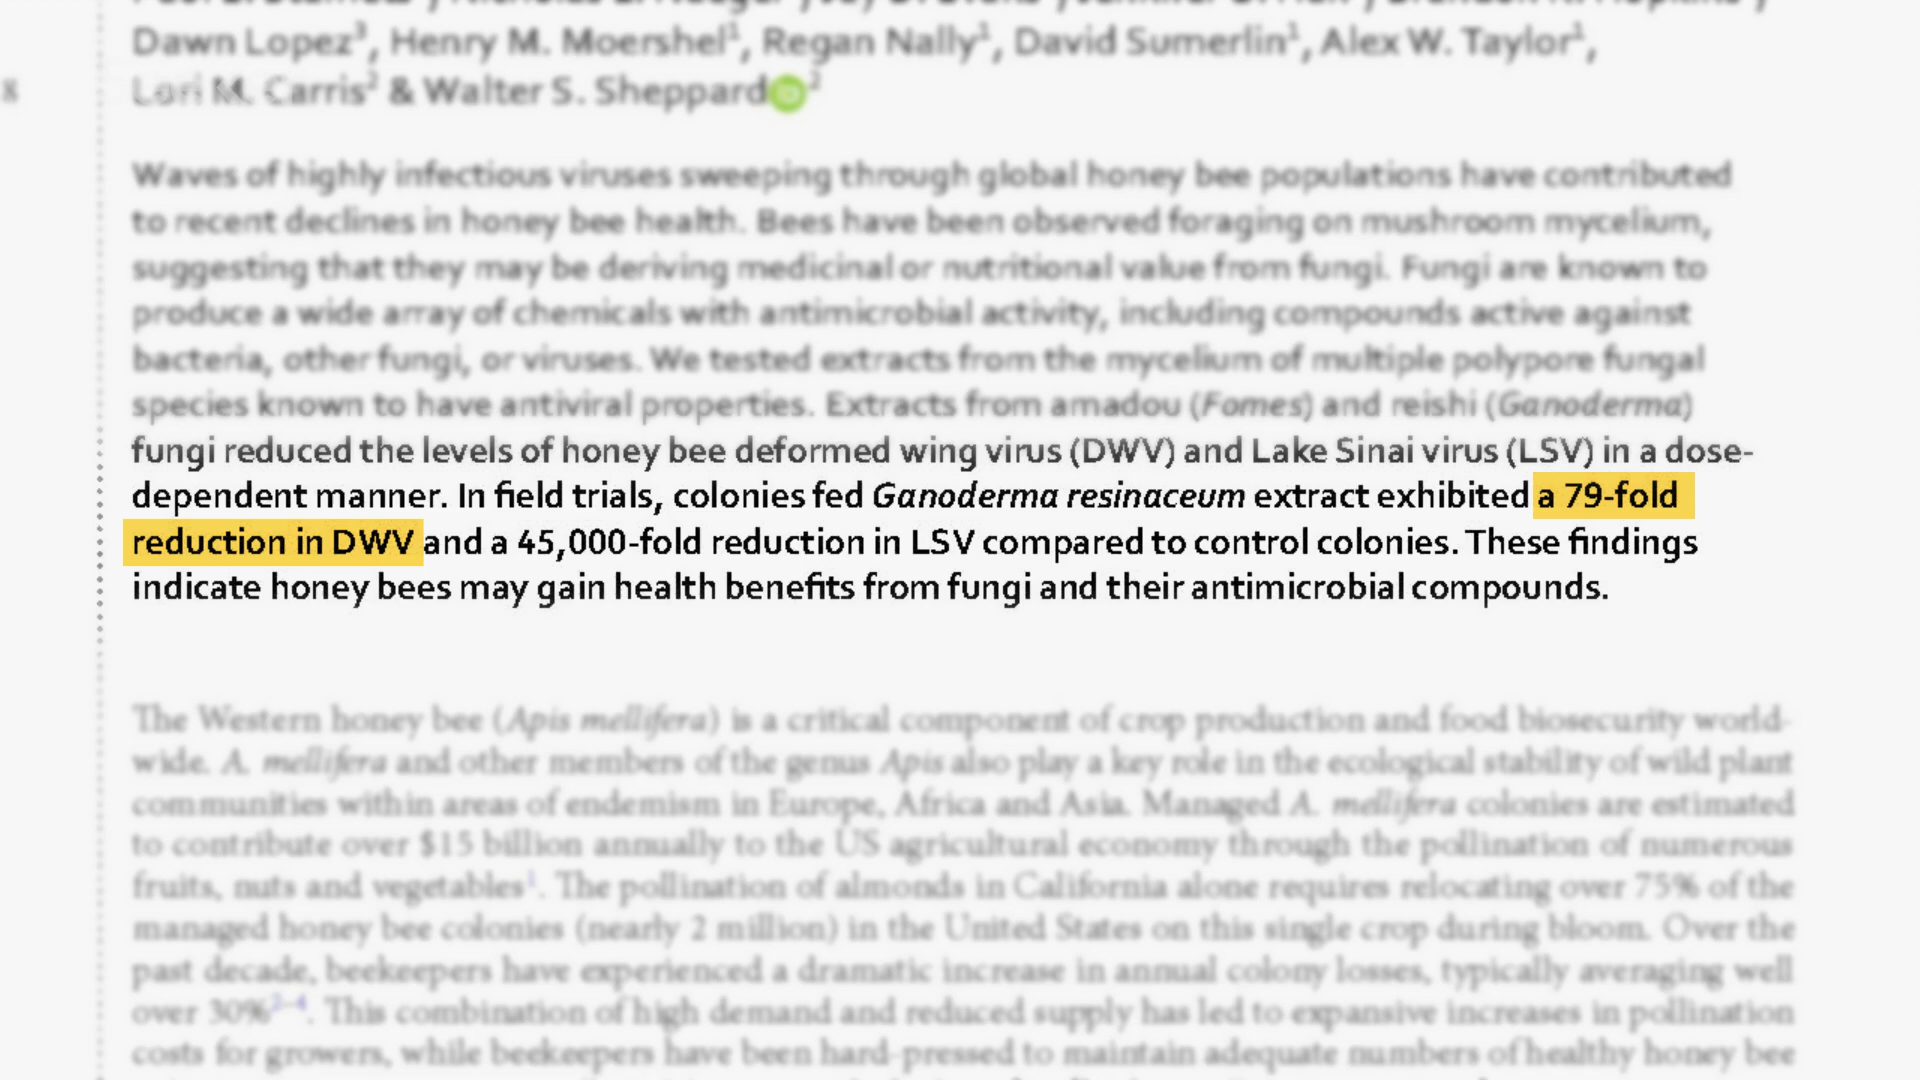 Dawn Lopez³, Henry M. Moershel¹, Regan Nally¹, David Sumerlin¹, Alex W. Taylor¹,
8
Lori M. Carris² & Walter S. Sheppard iD ²
Waves of highly infectious viruses sweeping through global honey bee populations have contributed
to recent declines in honey bee health. Bees have been observed foraging on mushroom mycelium,
suggesting that they may be deriving medicinal or nutritional value from fungi. Fungi are known to
produce a wide array of chemicals with antimicrobial activity, including compounds active against
bacteria, other fungi, or viruses. We tested extracts from the mycelium of multiple polypore fungal
species known to have antiviral properties. Extracts from amadou (Fomes) and reishi (Ganoderma)
fungi reduced the levels of honey bee deformed wing virus (DWV) and Lake Sinai virus (LSV) in a dose-
dependent manner. In field trials, colonies fed Ganoderma resinaceum extract exhibited a 79-fold
reduction in DWV and a 45,000-fold reduction in LSV compared to control colonies. These findings
indicate honey bees may gain health benefits from fungi and their antimicrobial compounds.
The Western honey bee (Apis mellifera) is a critical component of crop production and food biosecurity world-
wide. A. mellifera and other members of the genus Apis also play a key role in the ecological stability of wild plant
communities within areas of endemism in Europe, Africa and Asia. Managed A. mellifera colonies are estimated
to contribute over $15 billion annually to the US agricultural economy through the pollination of numerous
fruits, nuts and vegetables¹. The pollination of almonds in California alone requires relocating over 75% of the
managed honey bee colonies (nearly 2 million) in the United States on this single crop during bloom. Over the
past decade, beekeepers have experienced a dramatic increase in annual colony losses, typically averaging well
over 30%²⁻⁴. This combination of high demand and reduced supply has led to expansive increases in pollination
costs for growers, while beekeepers have been hard-pressed to maintain adequate numbers of healthy honey bee